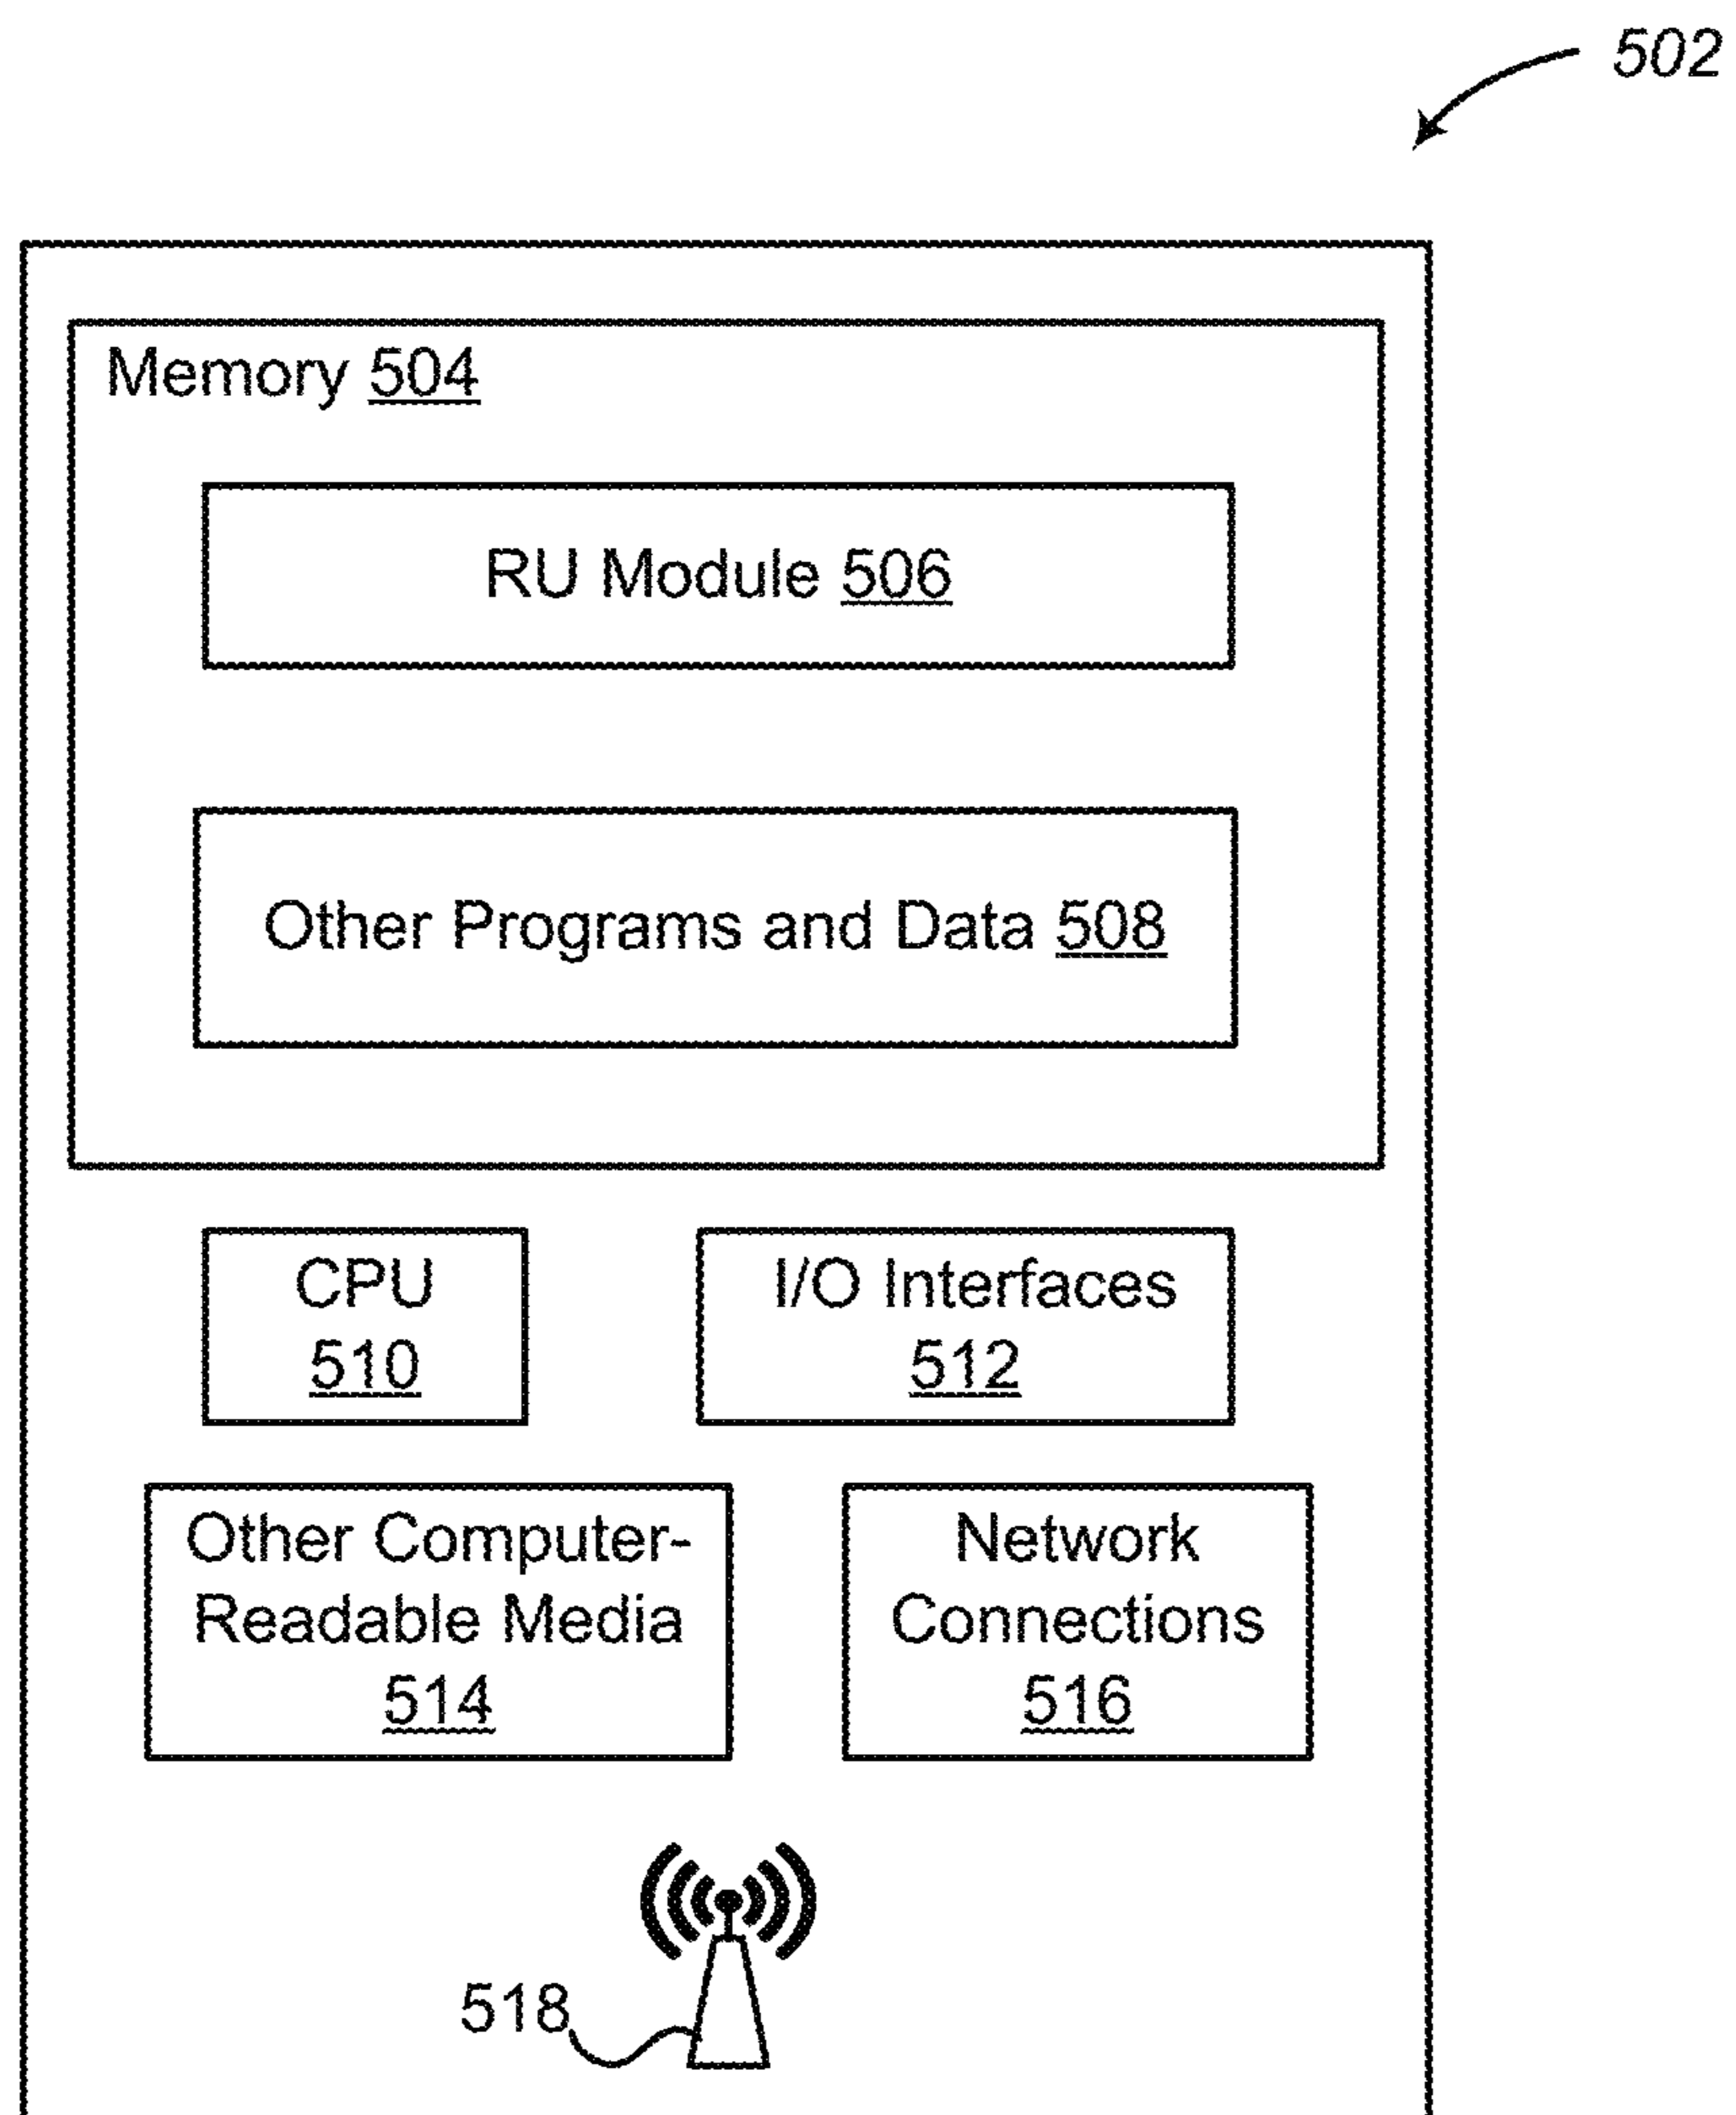 502
Memory 504
RU Module 506
Other Programs and Data 508
CPU
510
I/O Interfaces
512
Other Computer-
Readable Media
514
Network
Connections
516
518